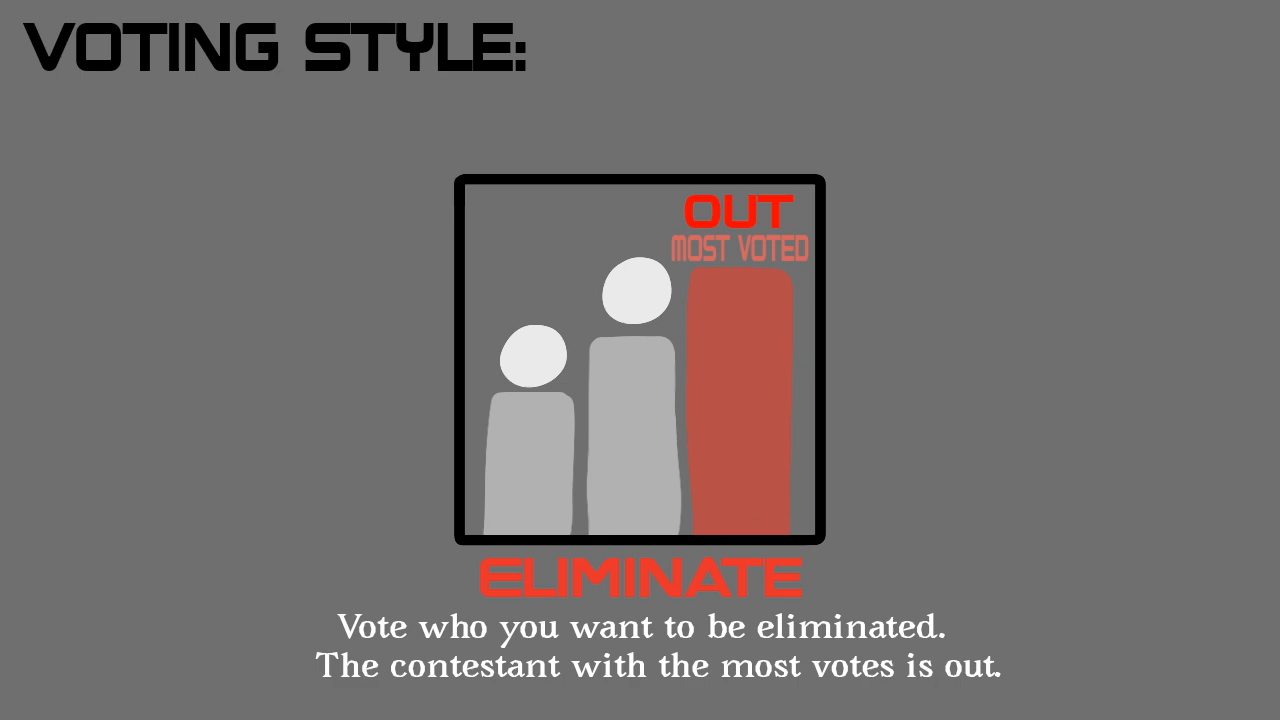 VOTING STYLE:
OUT
MOST VOTED
ELIMINATE
Vote who you want to be eliminated.
The contestant with the most votes is out.